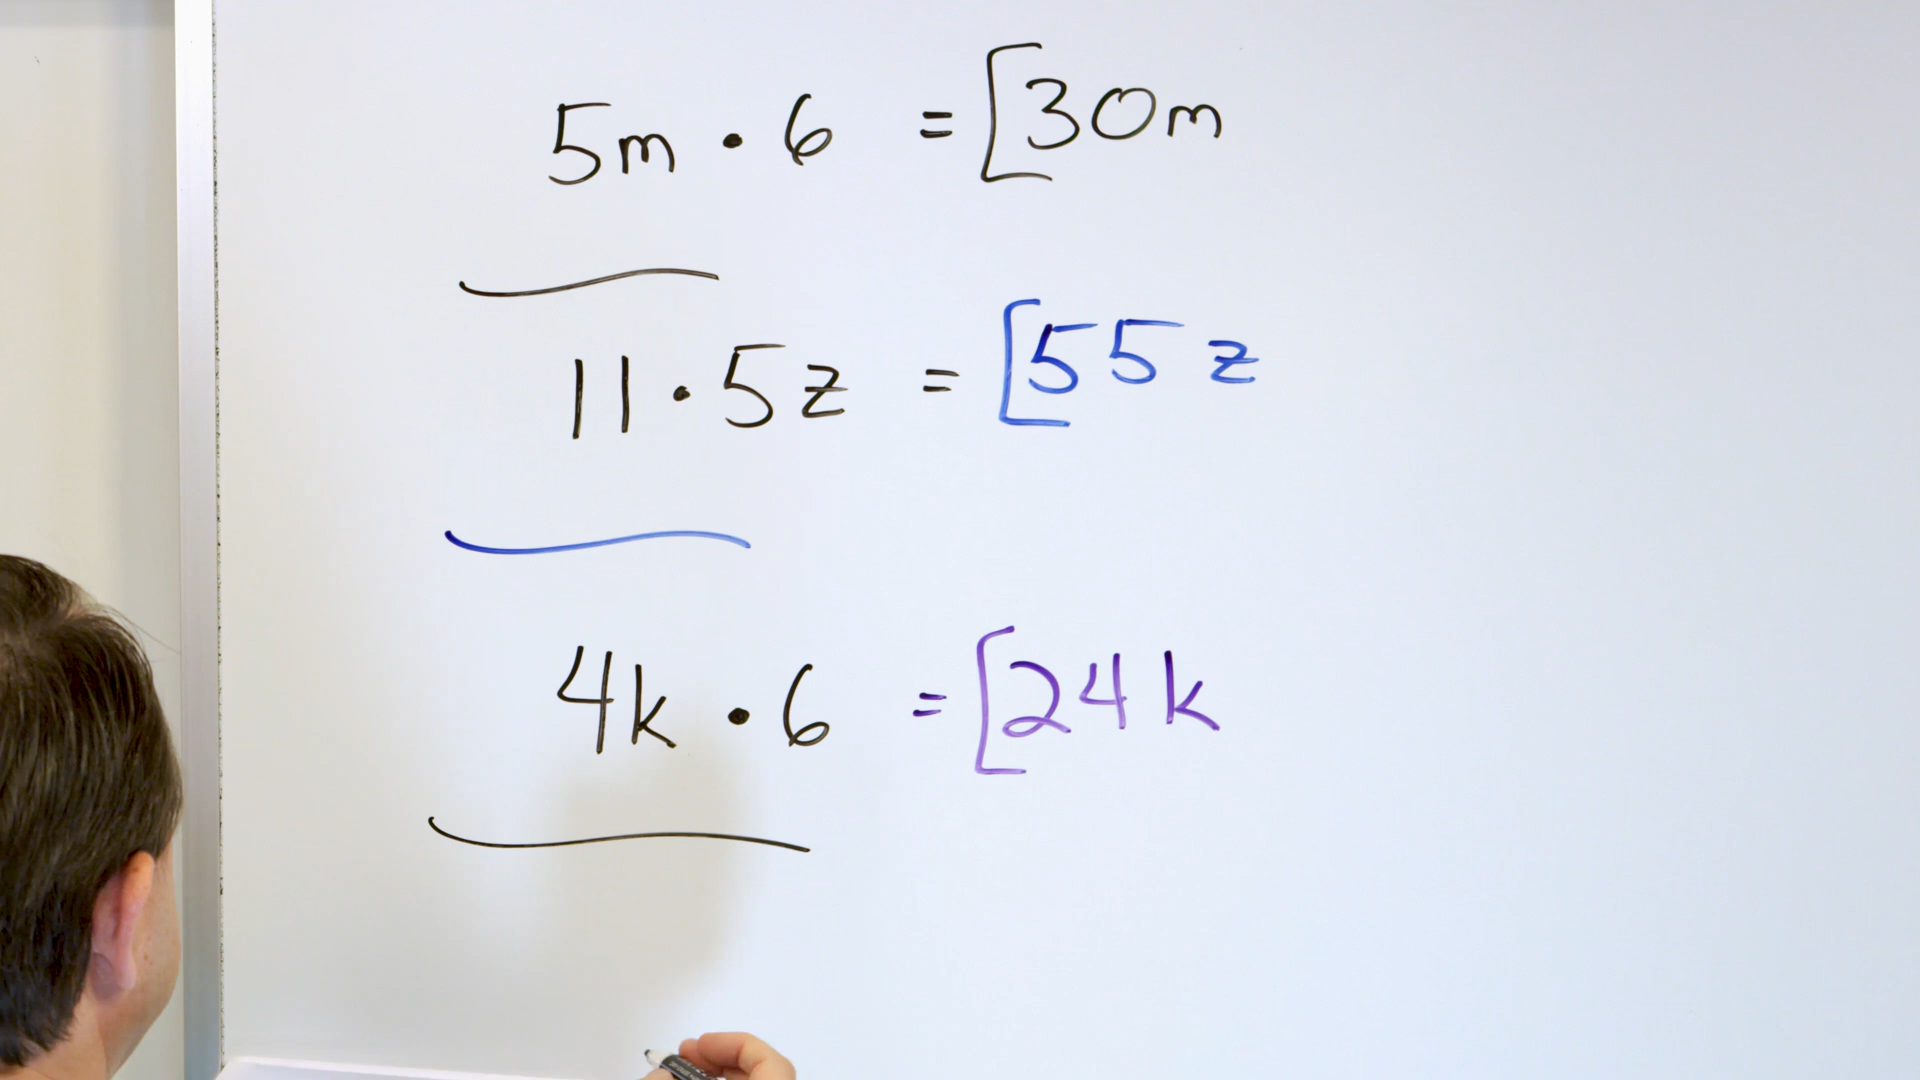 5m · 6 = [30m
11 · 5z = [55z
4k · 6 = [24k